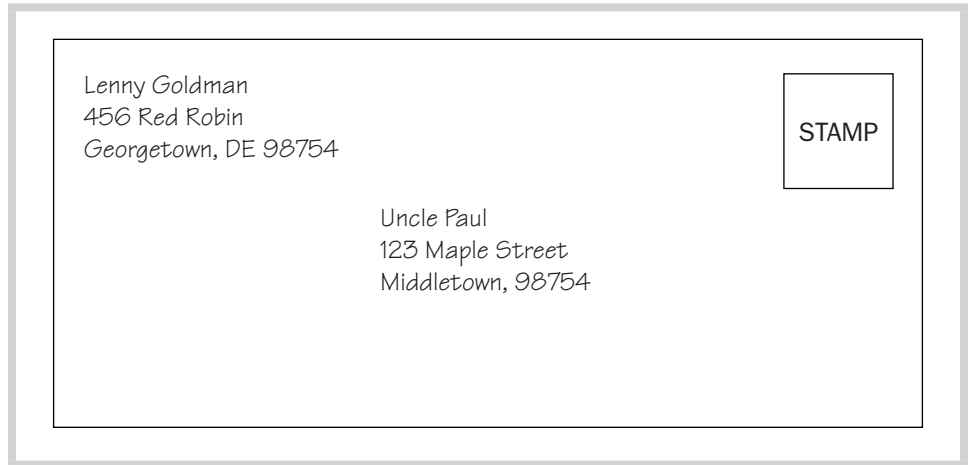 Lenny Goldman
456 Red Robin
Georgetown, DE 98754
STAMP
Uncle Paul
123 Maple Street
Middletown, 98754